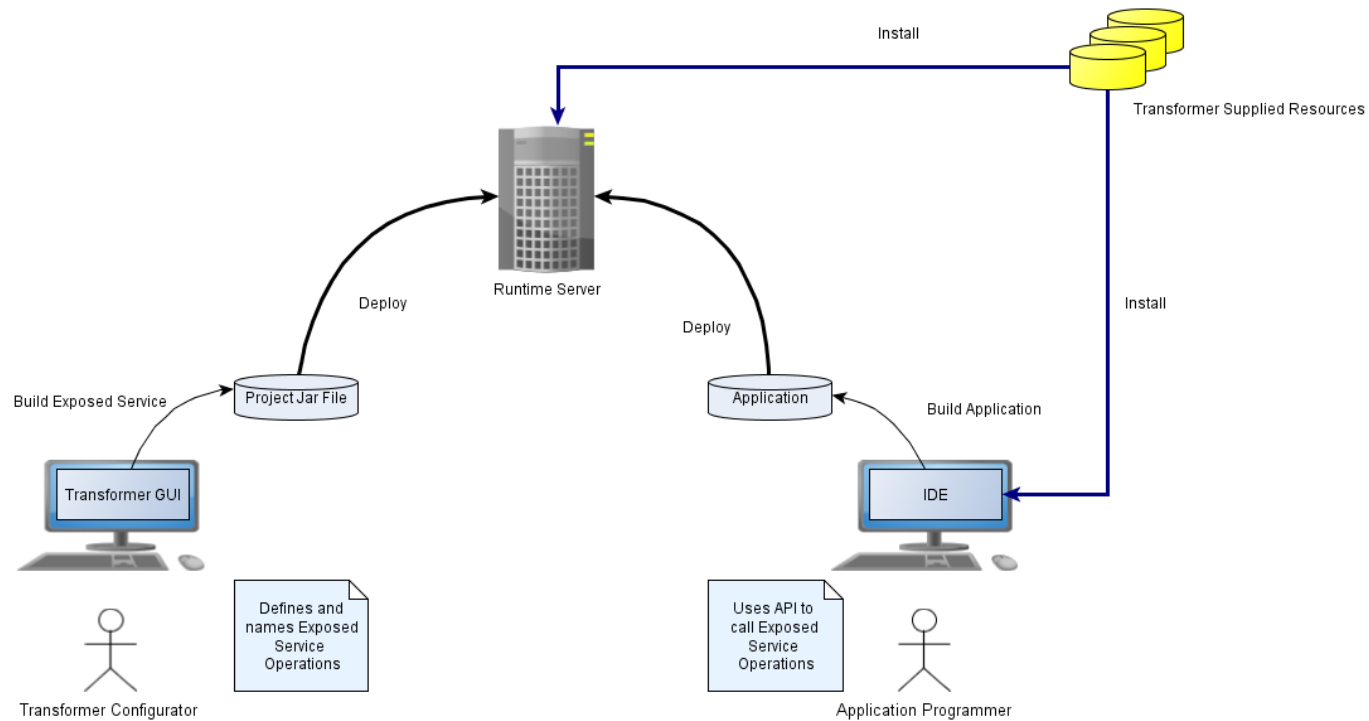 Install
Transformer Supplied Resources
Runtime Server
Deploy
Install
Deploy
Build Exposed Service
Project Jar File
Application
Build Application
Transformer GUI
IDE
Defines and
names Exposed
Service
Operations
Uses API to
call Exposed
Service
Operations
Transformer Configurator
Application Programmer